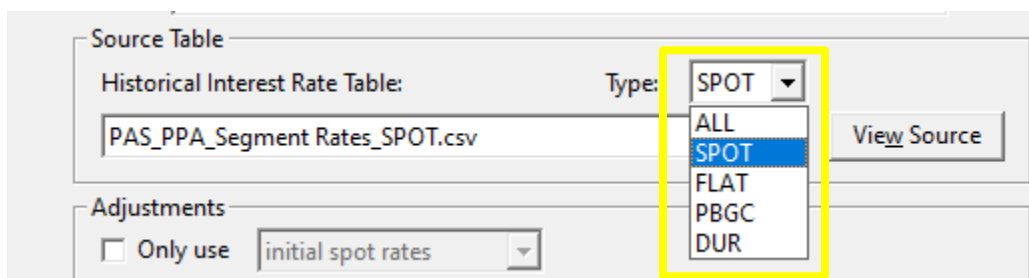 Source Table
Historical Interest Rate Table:
Type:
SPOT
PAS_PPA_Segment Rates_SPOT.csv
ALL
SPOT
FLAT
PBGC
DUR
View Source
Adjustments
Only use
initial spot rates